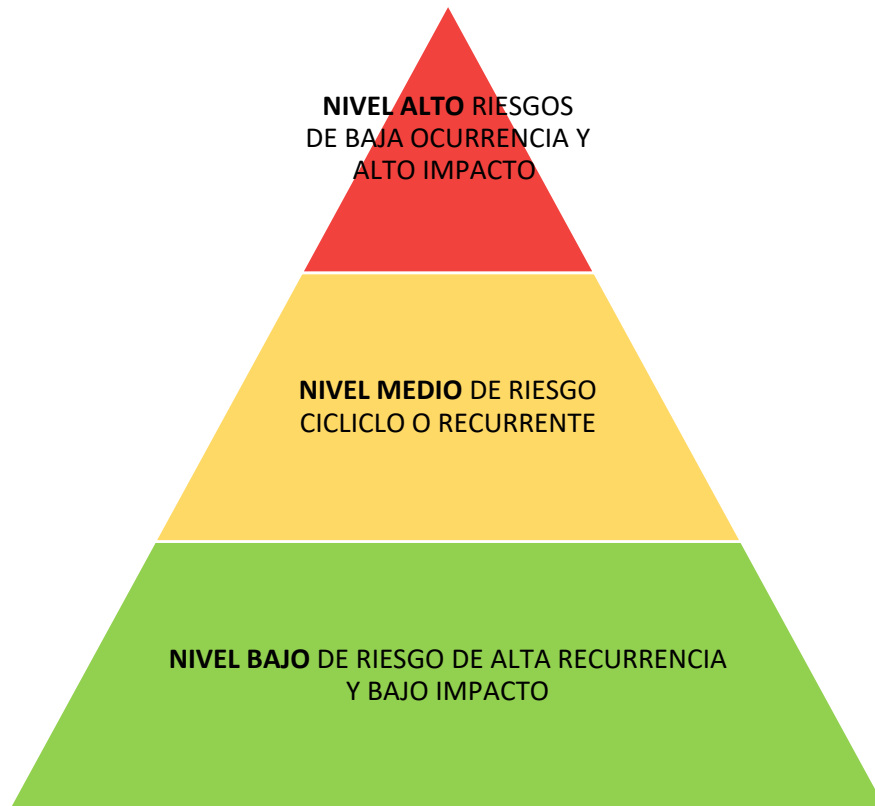 NIVEL ALTO RIESGOS
DE BAJA OCURRENCIA Y
ALTO IMPACTO
NIVEL MEDIO DE RIESGO
CICLICLO O RECURRENTE
NIVEL BAJO DE RIESGO DE ALTA RECURRENCIA
Y BAJO IMPACTO